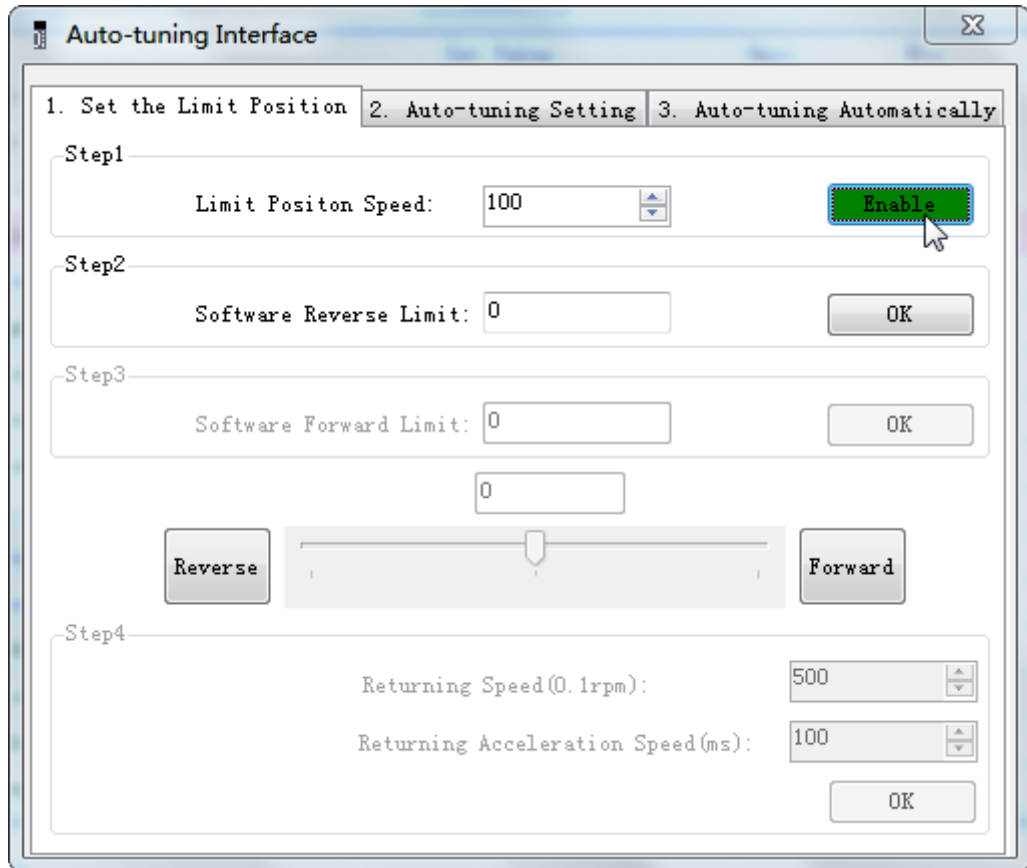 Auto-tuning Interface
1. Set the Limit Position
2. Auto-tuning Setting
3. Auto-tuning Automatically
Step1
Limit Positon Speed:
100
Enable
Step2
Software Reverse Limit:
0
OK
Step3
Software Forward Limit:
0
OK
0
Reverse
Forward
Step4
Returning Speed(0.1rpm):
500
Returning Acceleration Speed(ms):
100
OK